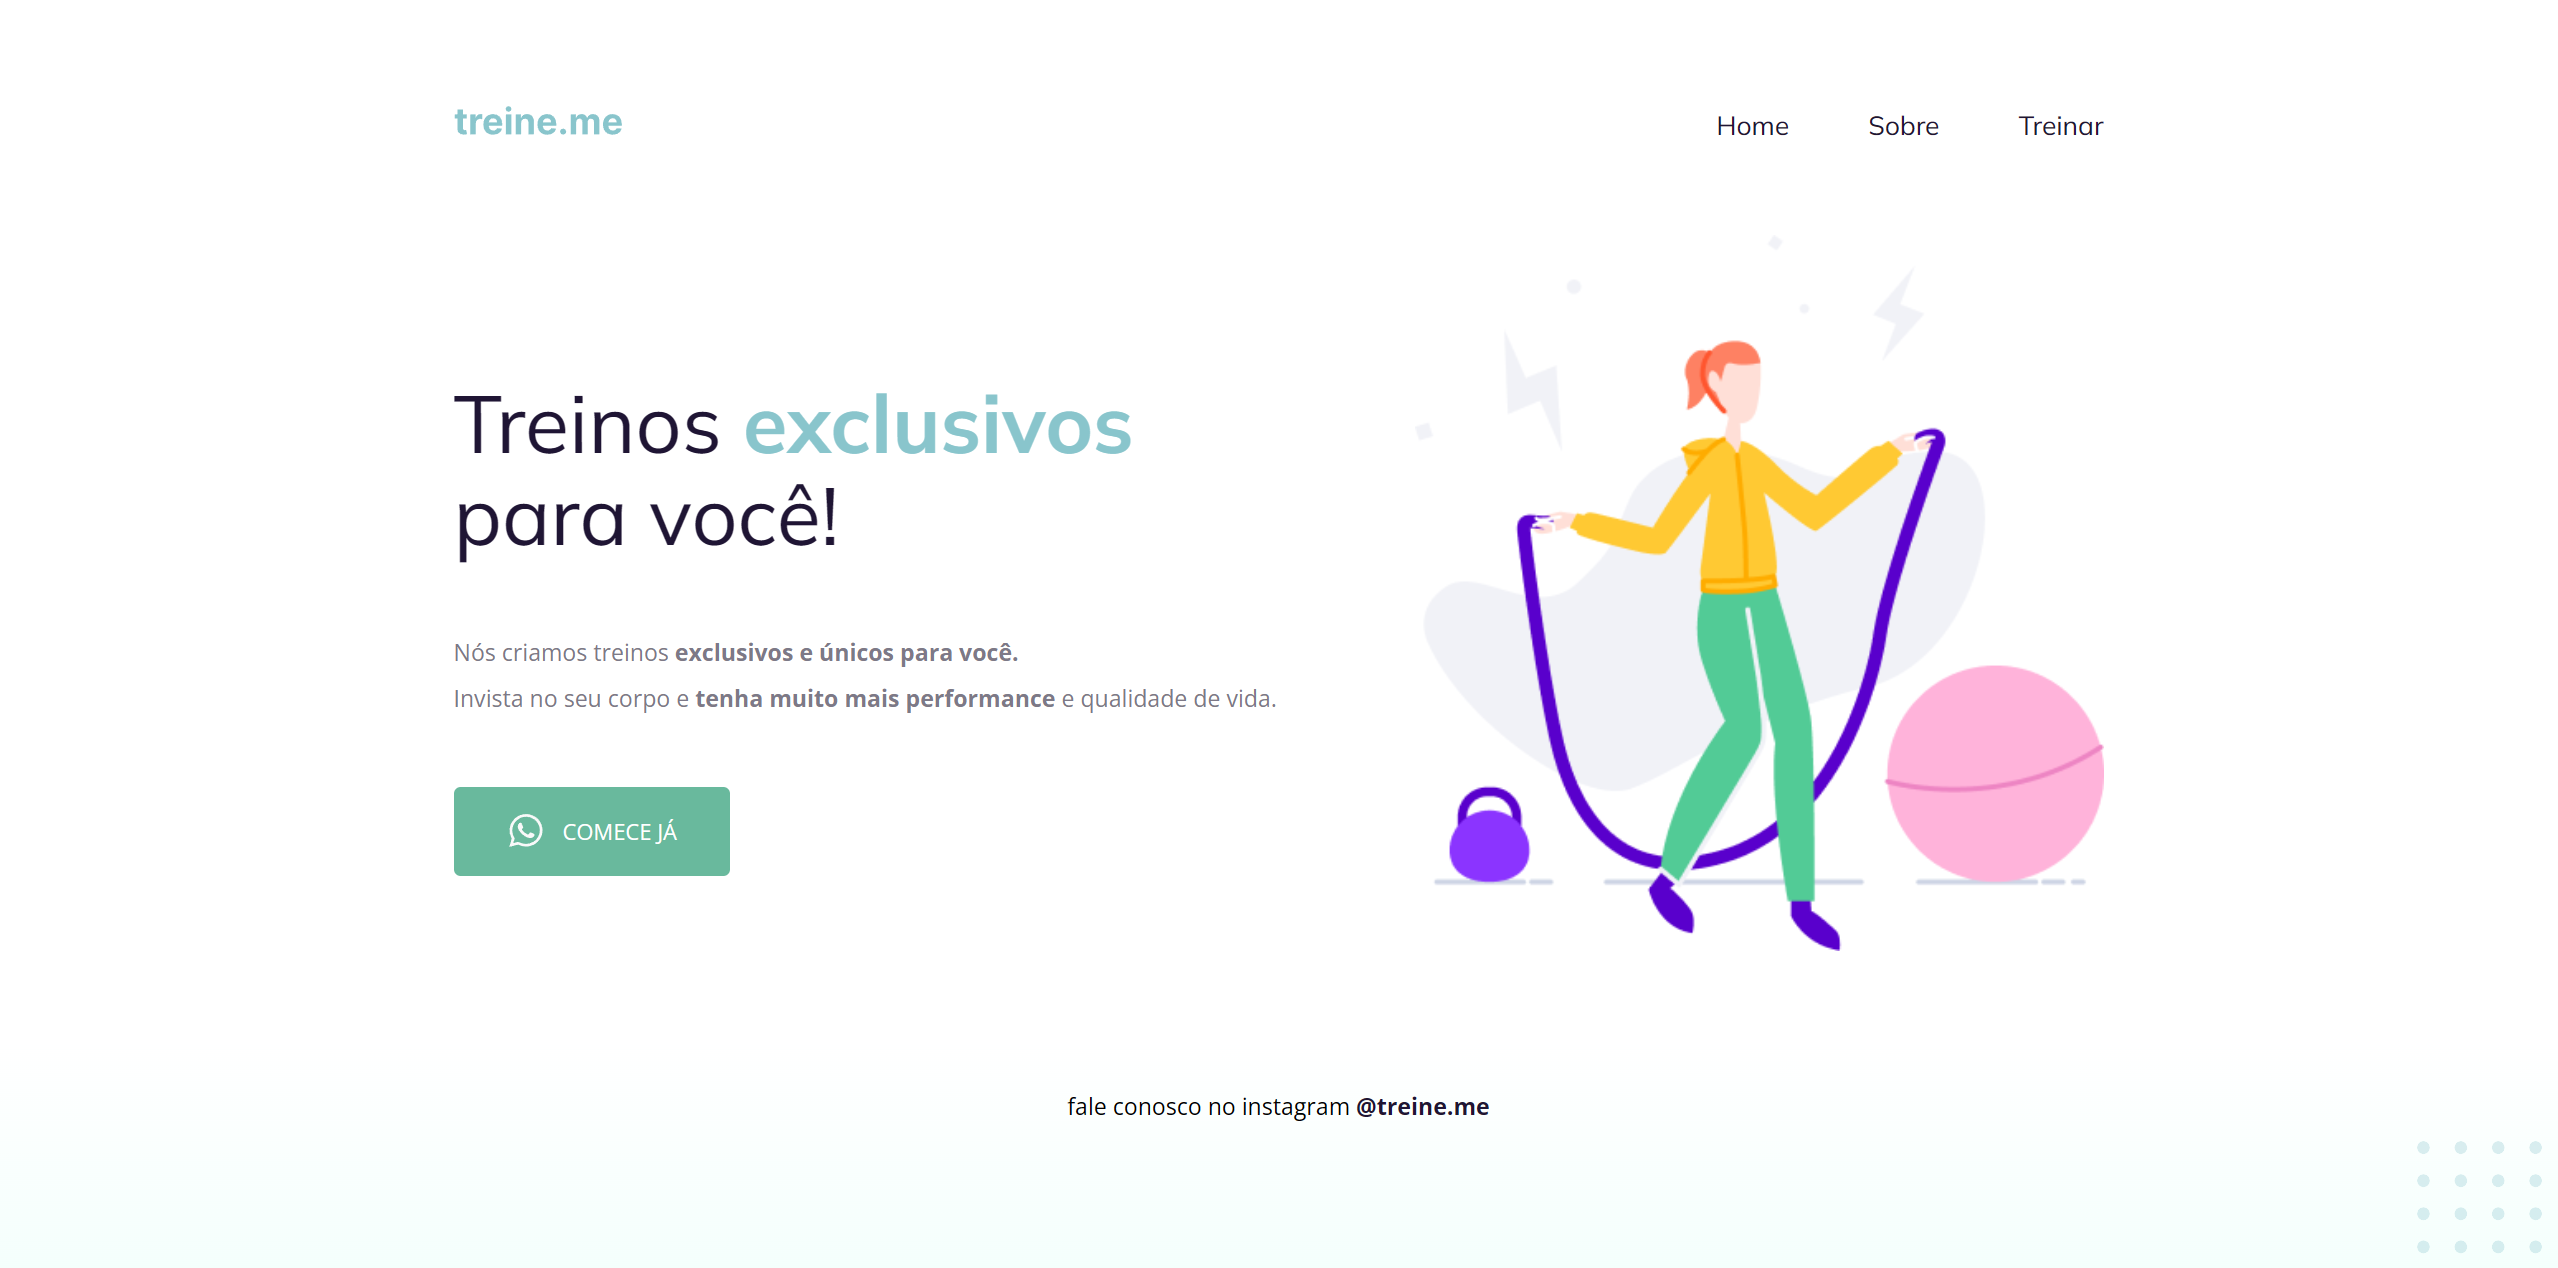 treine.me
Home
Sobre
Treinar
Treinos exclusivos
para você!
Nós criamos treinos exclusivos e únicos para você.
Invista no seu corpo e tenha muito mais performance e qualidade de vida.
COMECE JÁ
fale conosco no instagram @treine.me